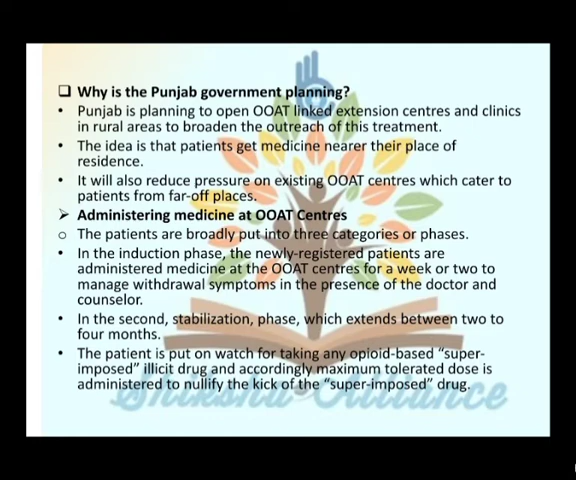 ❑ Why is the Punjab government planning?
• Punjab is planning to open OOAT linked extension centres and clinics
in rural areas to broaden the outreach of this treatment.
• The idea is that patients get medicine nearer their place of
residence.
• It will also reduce pressure on existing OOAT centres which cater to
patients from far-off places.
➢ Administering medicine at OOAT Centres
o The patients are broadly put into three categories or phases.
• In the induction phase, the newly-registered patients are
administered medicine at the OOAT centres for a week or two to
manage withdrawal symptoms in the presence of the doctor and
counselor.
• In the second, stabilization, phase, which extends between two to
four months.
• The patient is put on watch for taking any opioid-based “super-
imposed” illicit drug and accordingly maximum tolerated dose is
administered to nullify the kick of the “super-imposed” drug.
Shiksha Alliance